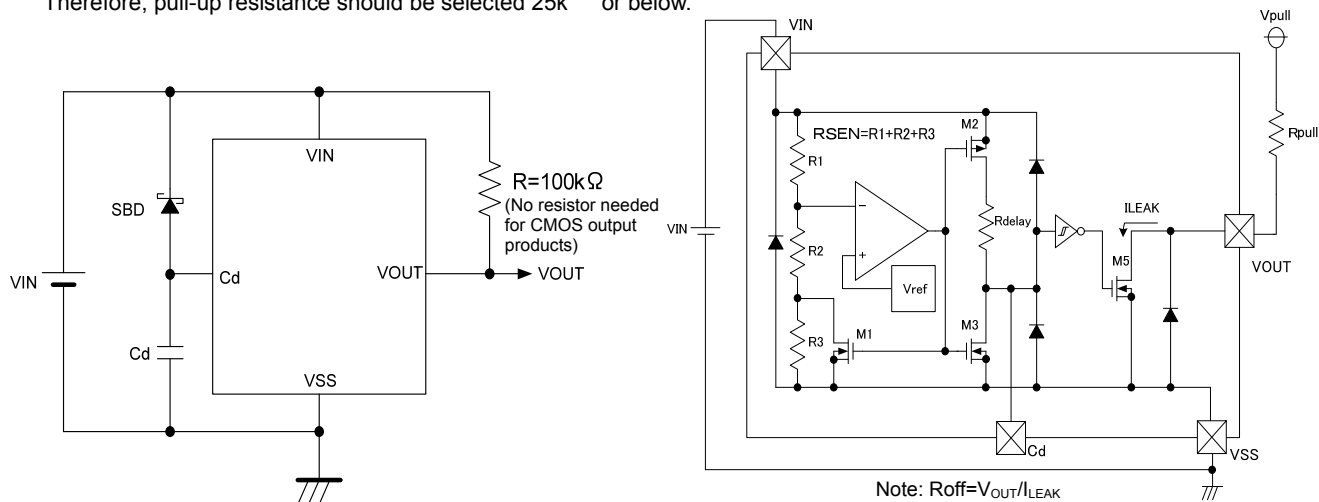 Therefore, pull-up resistance should be selected 25k or below.
VIN
SBD
Cd
VIN
Cd
VOUT
VSS
R=100kΩ
(No resistor needed
for CMOS output
products)
VOUT
VIN
Vpull
Rpull
RSEN=R1+R2+R3
M2
R1
Rdelay
ILEAK
VIN
R2
M5
VOUT
Vref
R3
M1
M3
Cd
VSS
Note: Roff=VOUT/ILEAK